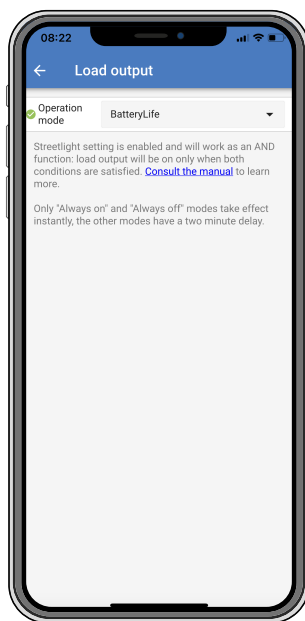 08:22
Load output
Operation
mode
BatteryLife
Streetlight setting is enabled and will work as an AND
function: load output will be on only when both
conditions are satisfied. Consult the manual to learn
more.
Only "Always on" and "Always off" modes take effect
instantly, the other modes have a two minute delay.